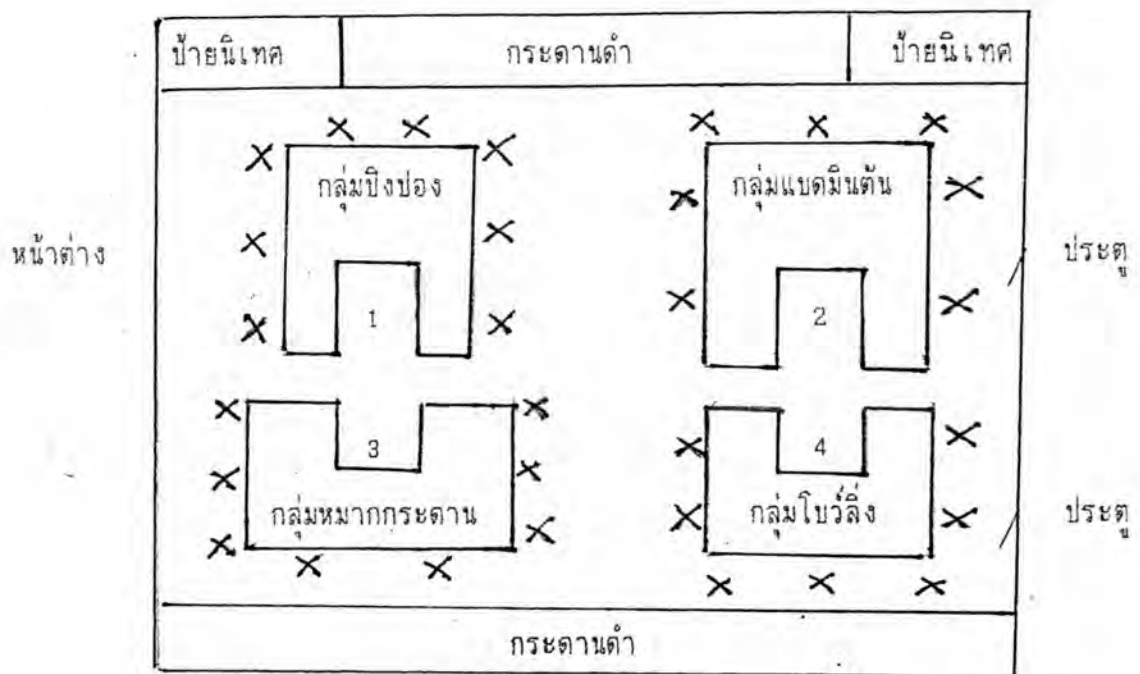 ป้ายนิเทศ กระดานดำ ป้ายนิเทศ
กลุ่มปิงปอง กลุ่มแบดมินตัน
หน้าต่าง ประตู
1 2
3 4
กลุ่มหมากกระดาน กลุ่มโบว์ลิ่ง ประตู
กระดานดำ